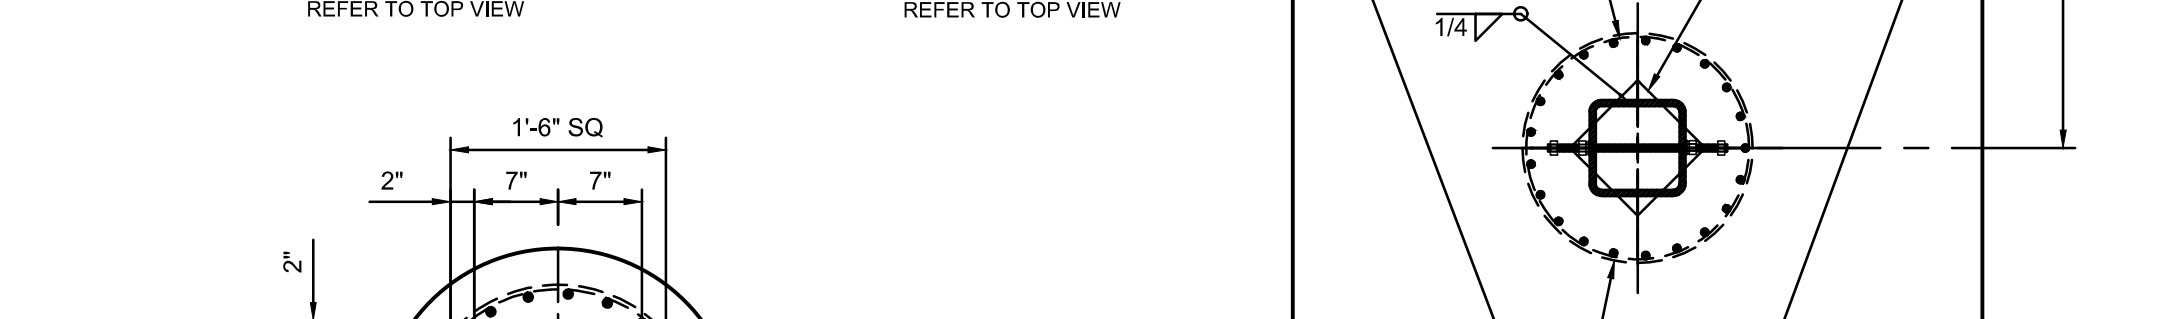 REFER TO TOP VIEW
REFER TO TOP VIEW
1/4
1'-6" SQ
2"
7"
7"
2"